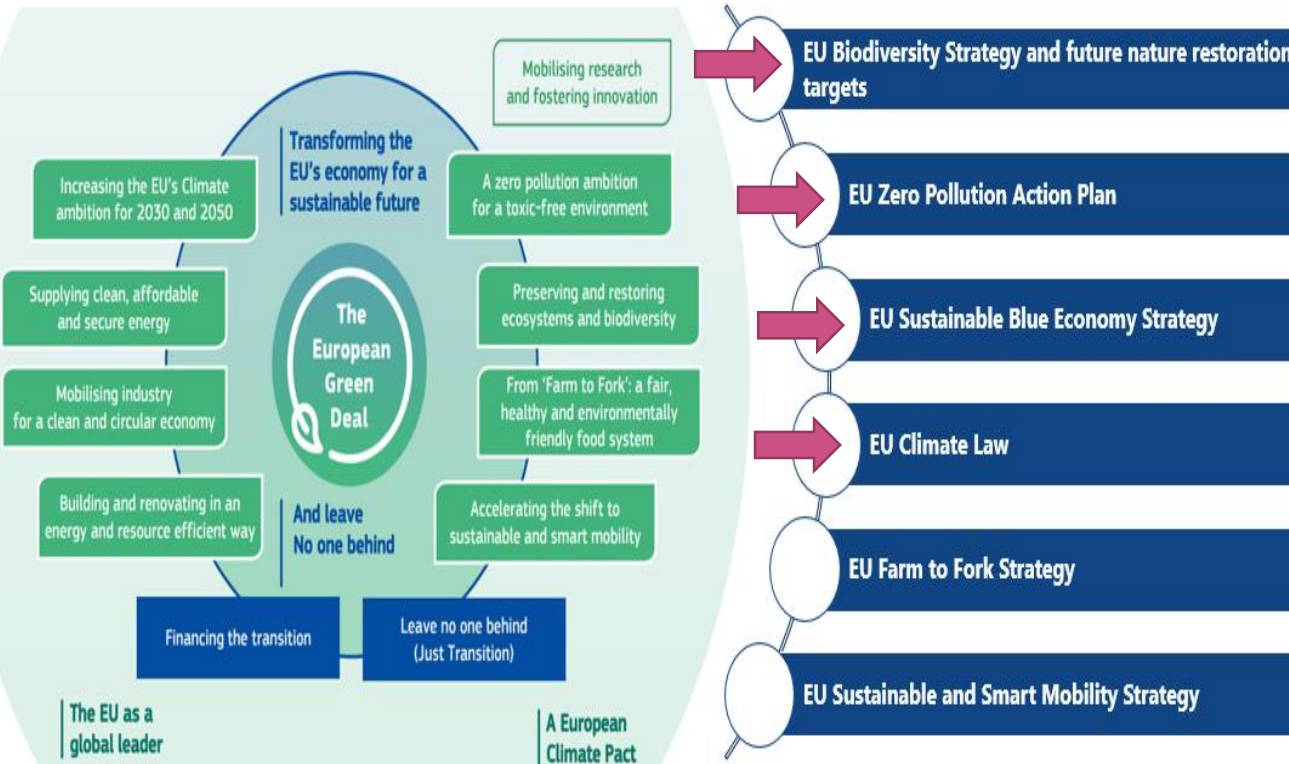 Mobilising research
and fostering innovation
Transforming the
EU's economy for a
sustainable future
Increasing the EU's Climate
ambition for 2030 and 2050
A zero pollution ambition
for a toxic-free environment
Supplying clean, affordable
and secure energy
Preserving and restoring
ecosystems and biodiversity
The
European
Green
Deal
Mobilising industry
for a clean and circular economy
From 'Farm to Fork': a fair,
healthy and environmentally
friendly food system
Building and renovating in an
energy and resource efficient way
Accelerating the shift to
sustainable and smart mobility
And leave
No one behind
Financing the transition
Leave no one behind
(Just Transition)
The EU as a
global leader
A European
Climate Pact
EU Biodiversity Strategy and future nature restoration
targets
EU Zero Pollution Action Plan
EU Sustainable Blue Economy Strategy
EU Climate Law
EU Farm to Fork Strategy
EU Sustainable and Smart Mobility Strategy